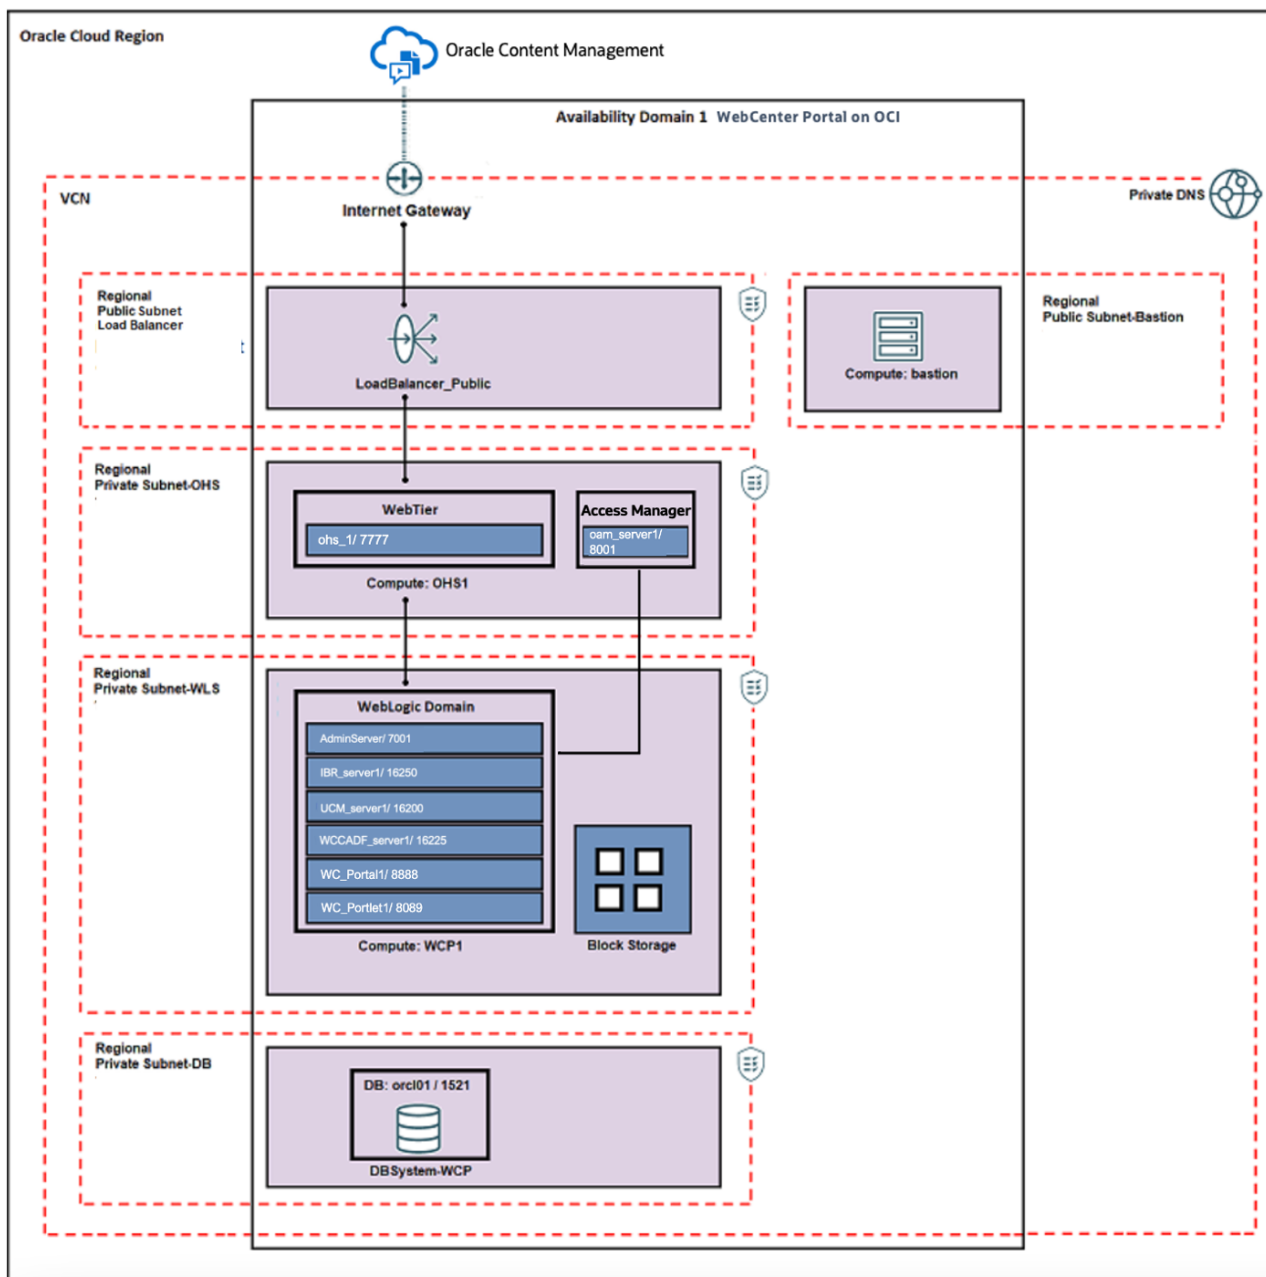 Oracle Cloud Region
Oracle Content Management
Availability Domain 1 WebCenter Portal on OCI
VCN
Private DNS
Internet Gateway
Regional
Public Subnet
Load Balancer
t
LoadBalancer_Public
Compute: bastion
Regional
Public Subnet-Bastion
Regional
Private Subnet-OHS
WebTier
ohs_1/ 7777
Compute: OHS1
Access Manager
oam_server1/
8001
Regional
Private Subnet-WLS
WebLogic Domain
AdminServer/ 7001
IBR_server1/ 16250
UCM_server1/ 16200
WCCADF_server1/ 16225
WC_Portal1/ 8888
WC_Portlet1/ 8089
Compute: WCP1
Block Storage
Regional
Private Subnet-DB
DB: orcl01 / 1521
DBSystem-WCP